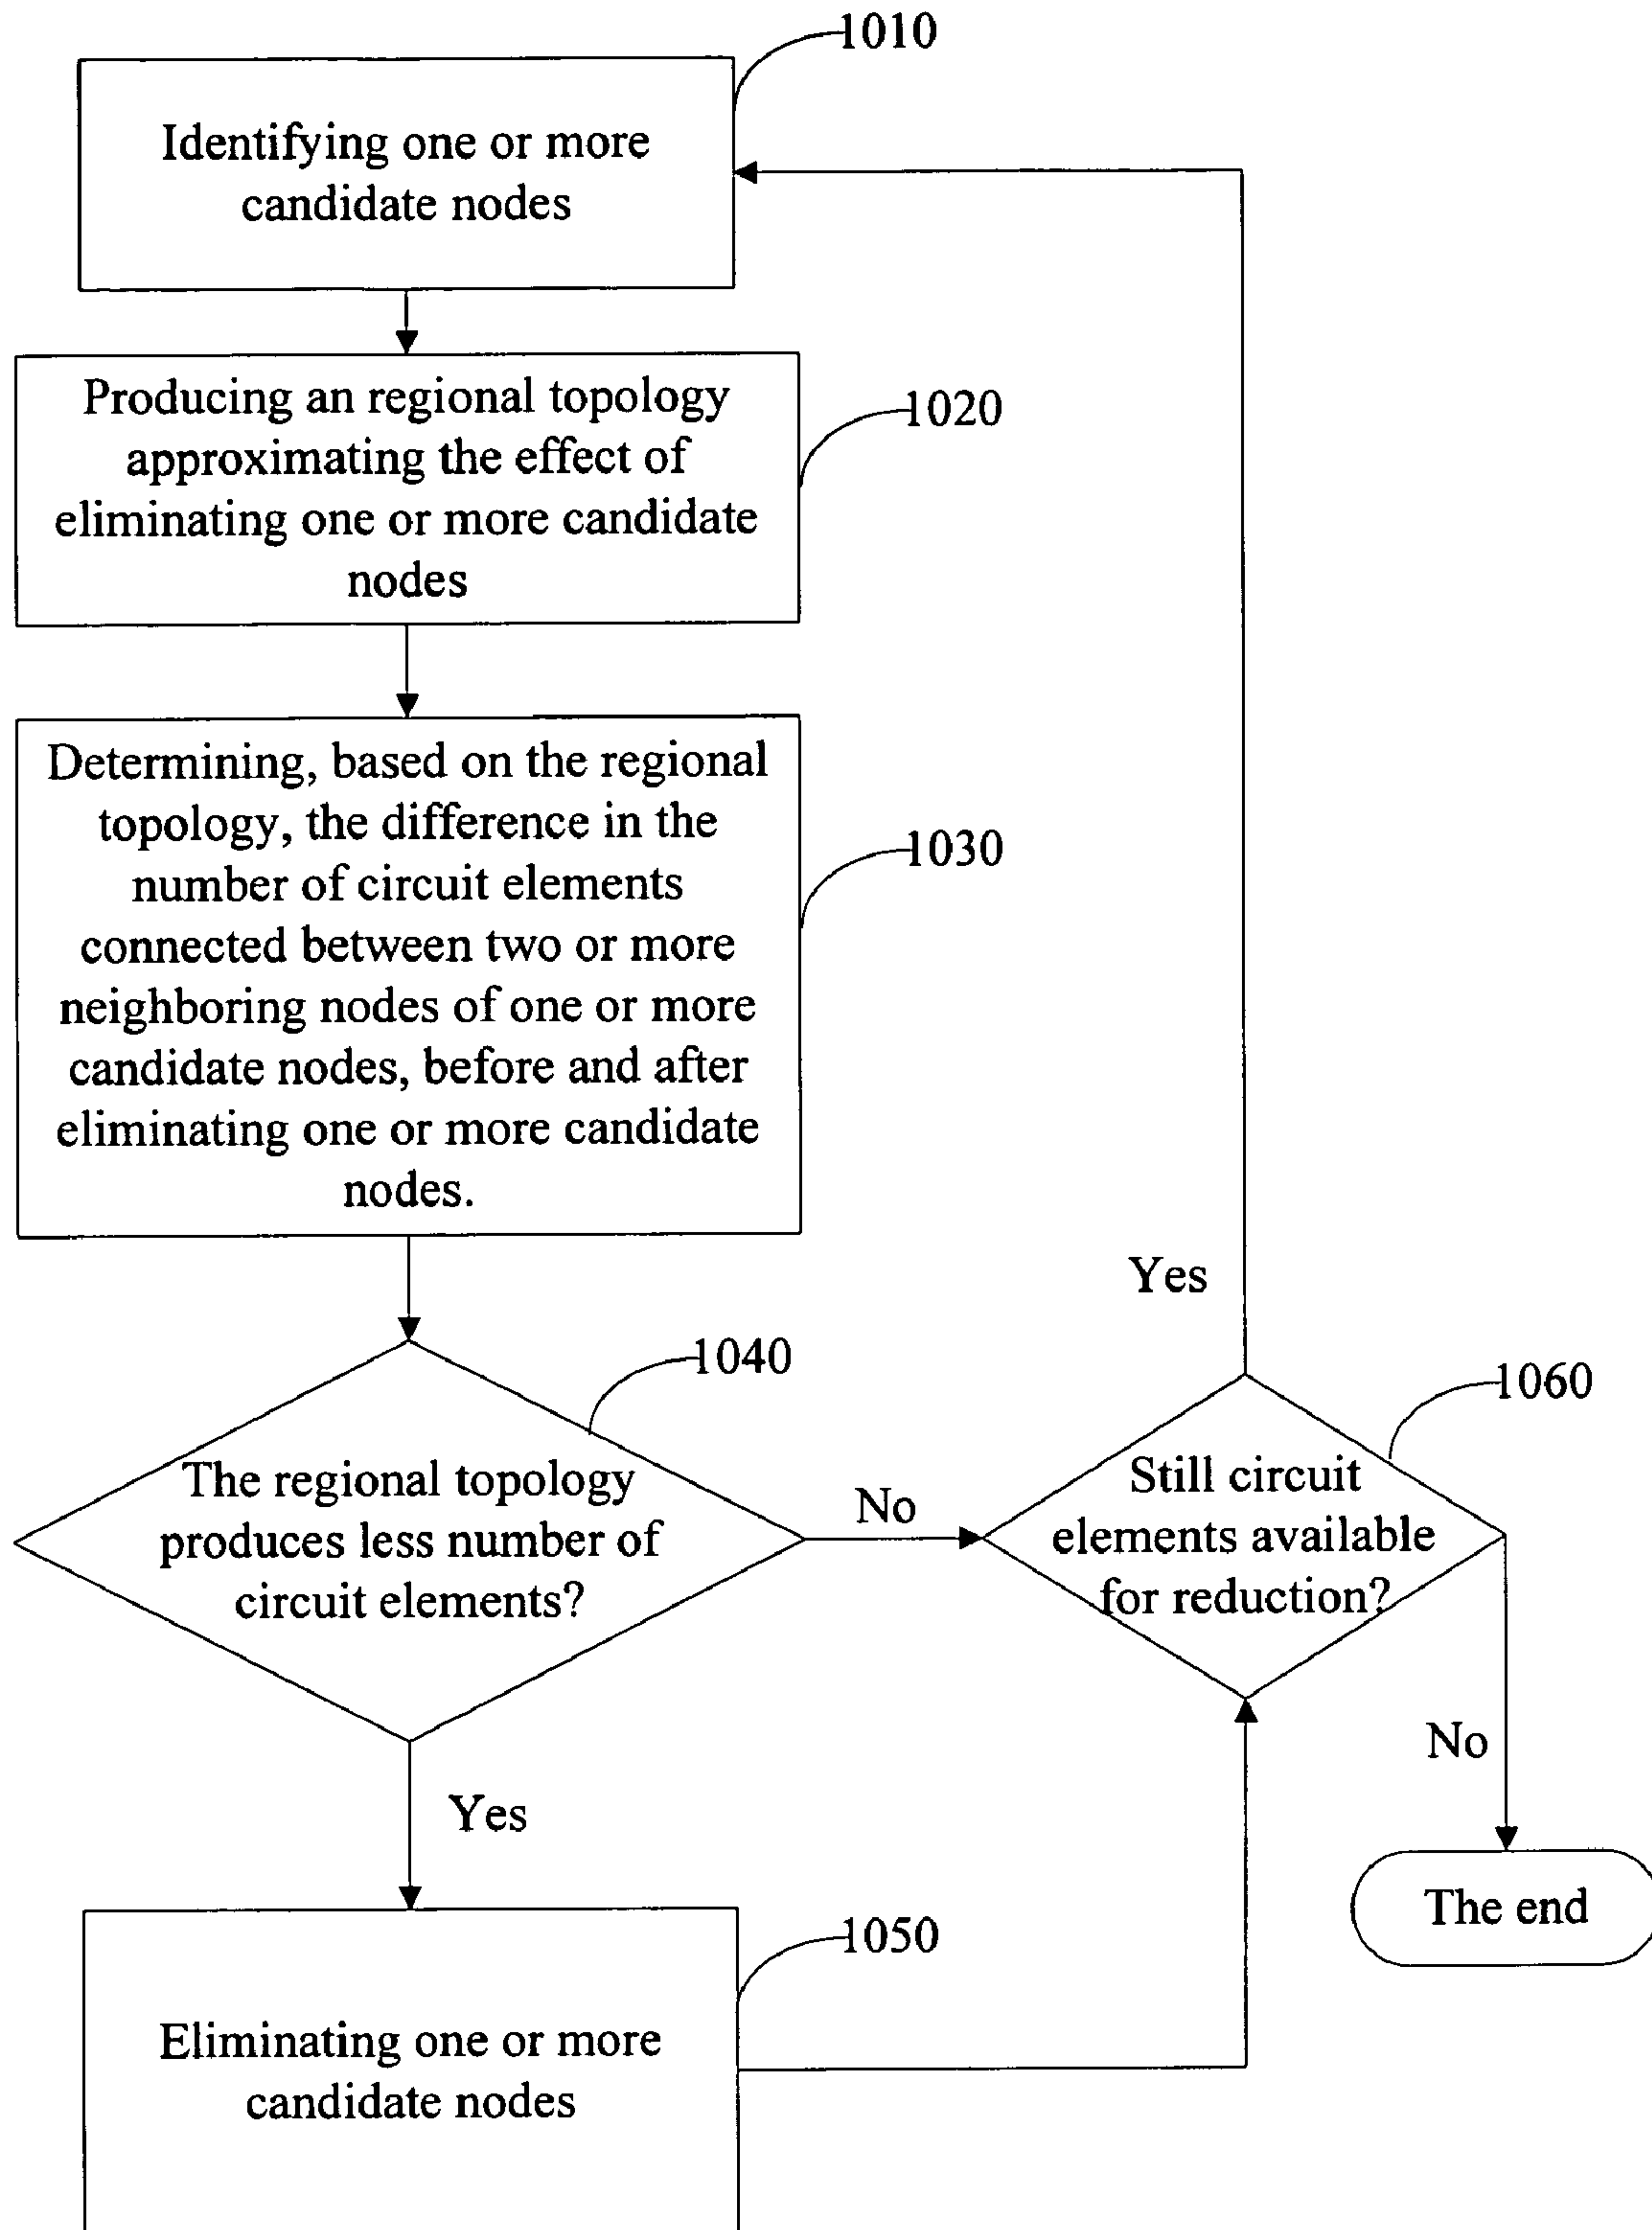 1010
Identifying one or more
candidate nodes
Producing an regional topology
approximating the effect of
eliminating one or more candidate
nodes
1020
Determining, based on the regional
topology, the difference in the
number of circuit elements
connected between two or more
neighboring nodes of one or more
candidate nodes, before and after
eliminating one or more candidate
nodes.
1030
1040
The regional topology
produces less number of
circuit elements?
No
Yes
1060
Still circuit
elements available
for reduction?
Yes
No
The end
1050
Eliminating one or more
candidate nodes